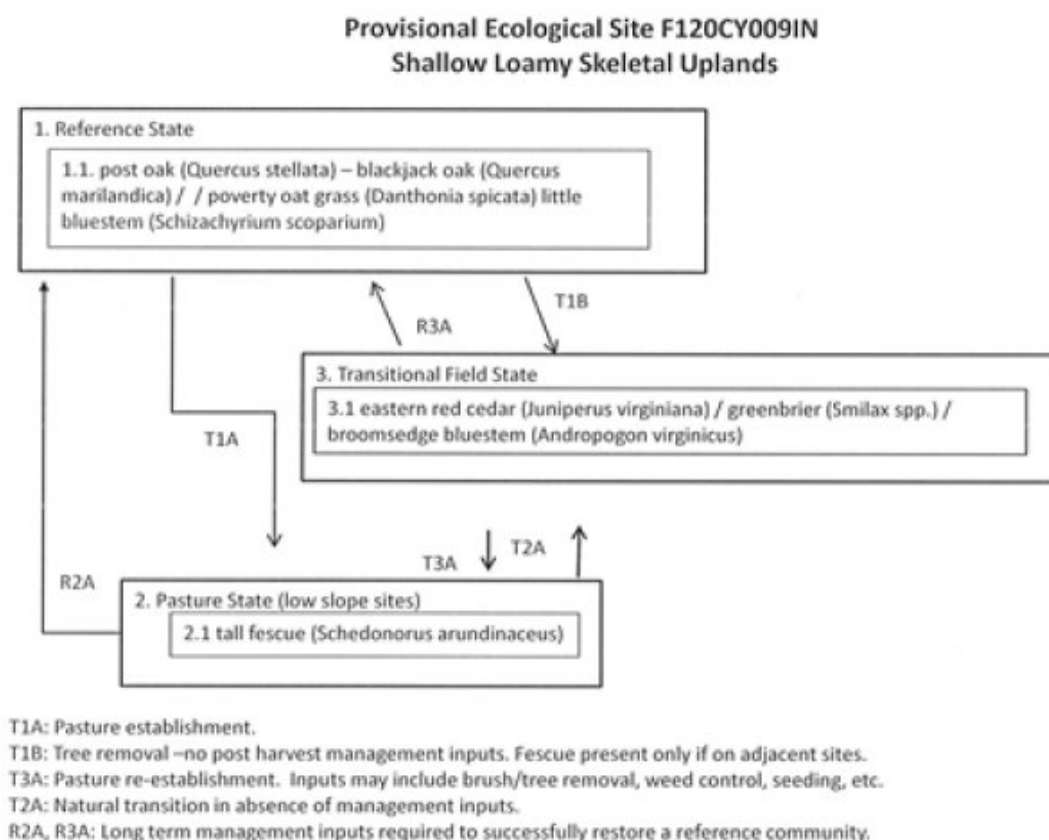 Provisional Ecological Site F120CY009IN
Shallow Loamy Skeletal Uplands
1. Reference State
1.1. post oak (Quercus stellata) – blackjack oak (Quercus
marilandica) / / poverty oat grass (Danthonia spicata) little
bluestem (Schizachyrium scoparium)
T1B
R3A
3. Transitional Field State
3.1 eastern red cedar (Juniperus virginiana) / greenbrier (Smilax spp.) /
broomsedge bluestem (Andropogon virginicus)
T1A
T3A
T2A
R2A
2. Pasture State (low slope sites)
2.1 tall fescue (Schedonorus arundinaceus)
T1A: Pasture establishment.
T1B: Tree removal –no post harvest management inputs. Fescue present only if on adjacent sites.
T3A: Pasture re-establishment. Inputs may include brush/tree removal, weed control, seeding, etc.
T2A: Natural transition in absence of management inputs.
R2A, R3A: Long term management inputs required to successfully restore a reference community.